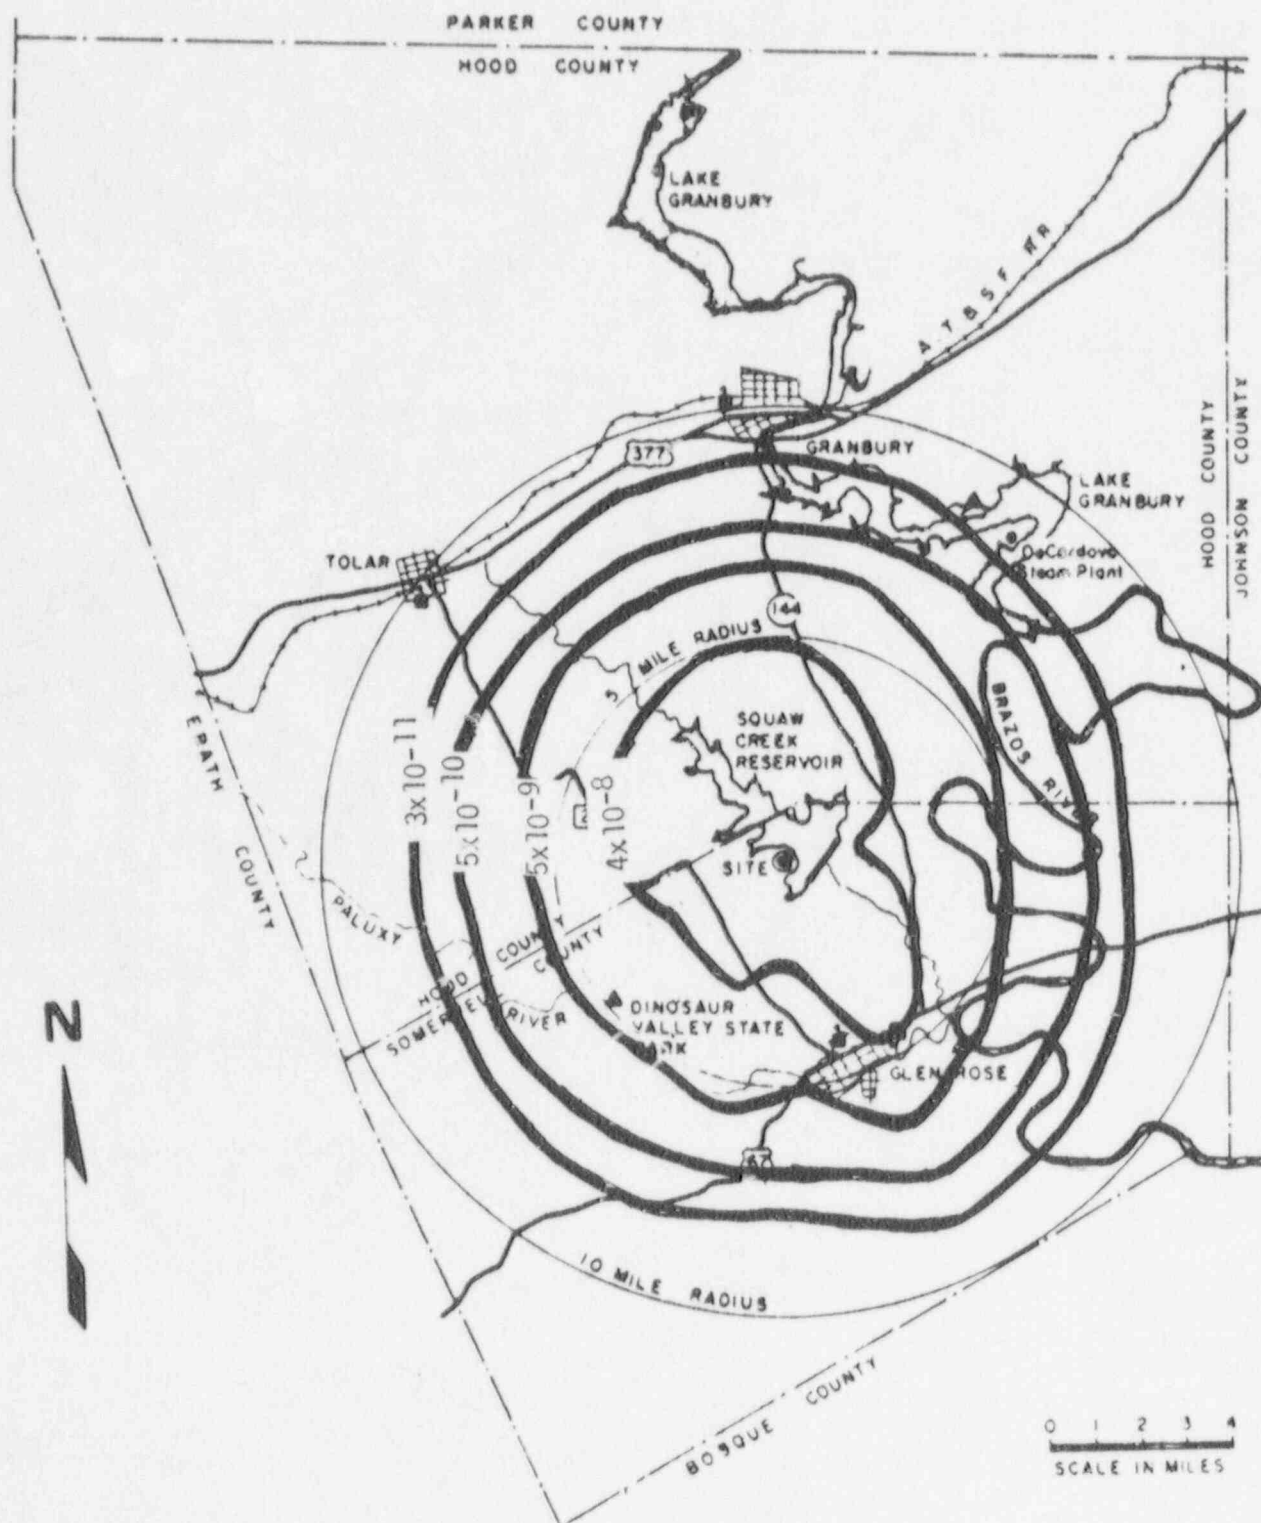 PARKER COUNTY
HOOD COUNTY
LAKE
GRANBURY
A.T.&S.F. RR
HOOD COUNTY
JOHNSON COUNTY
377
GRANBURY
LAKE
GRANBURY
TOLAR
DeCordova
Steam Plant
144
5 MILE RADIUS
SQUAW
CREEK
RESERVOIR
BRAZOS RIVER
3x10-11
5x10-10
5x10-9
4x10-8
ERATH COUNTY
SITE
PALUXY
RIVER
HOOD COUNTY
SOMERVELL COUNTY
N
DINOSAUR
VALLEY STATE
PARK
GLEN ROSE
67
10 MILE RADIUS
BOSQUE COUNTY
0 1 2 3 4
SCALE IN MILES